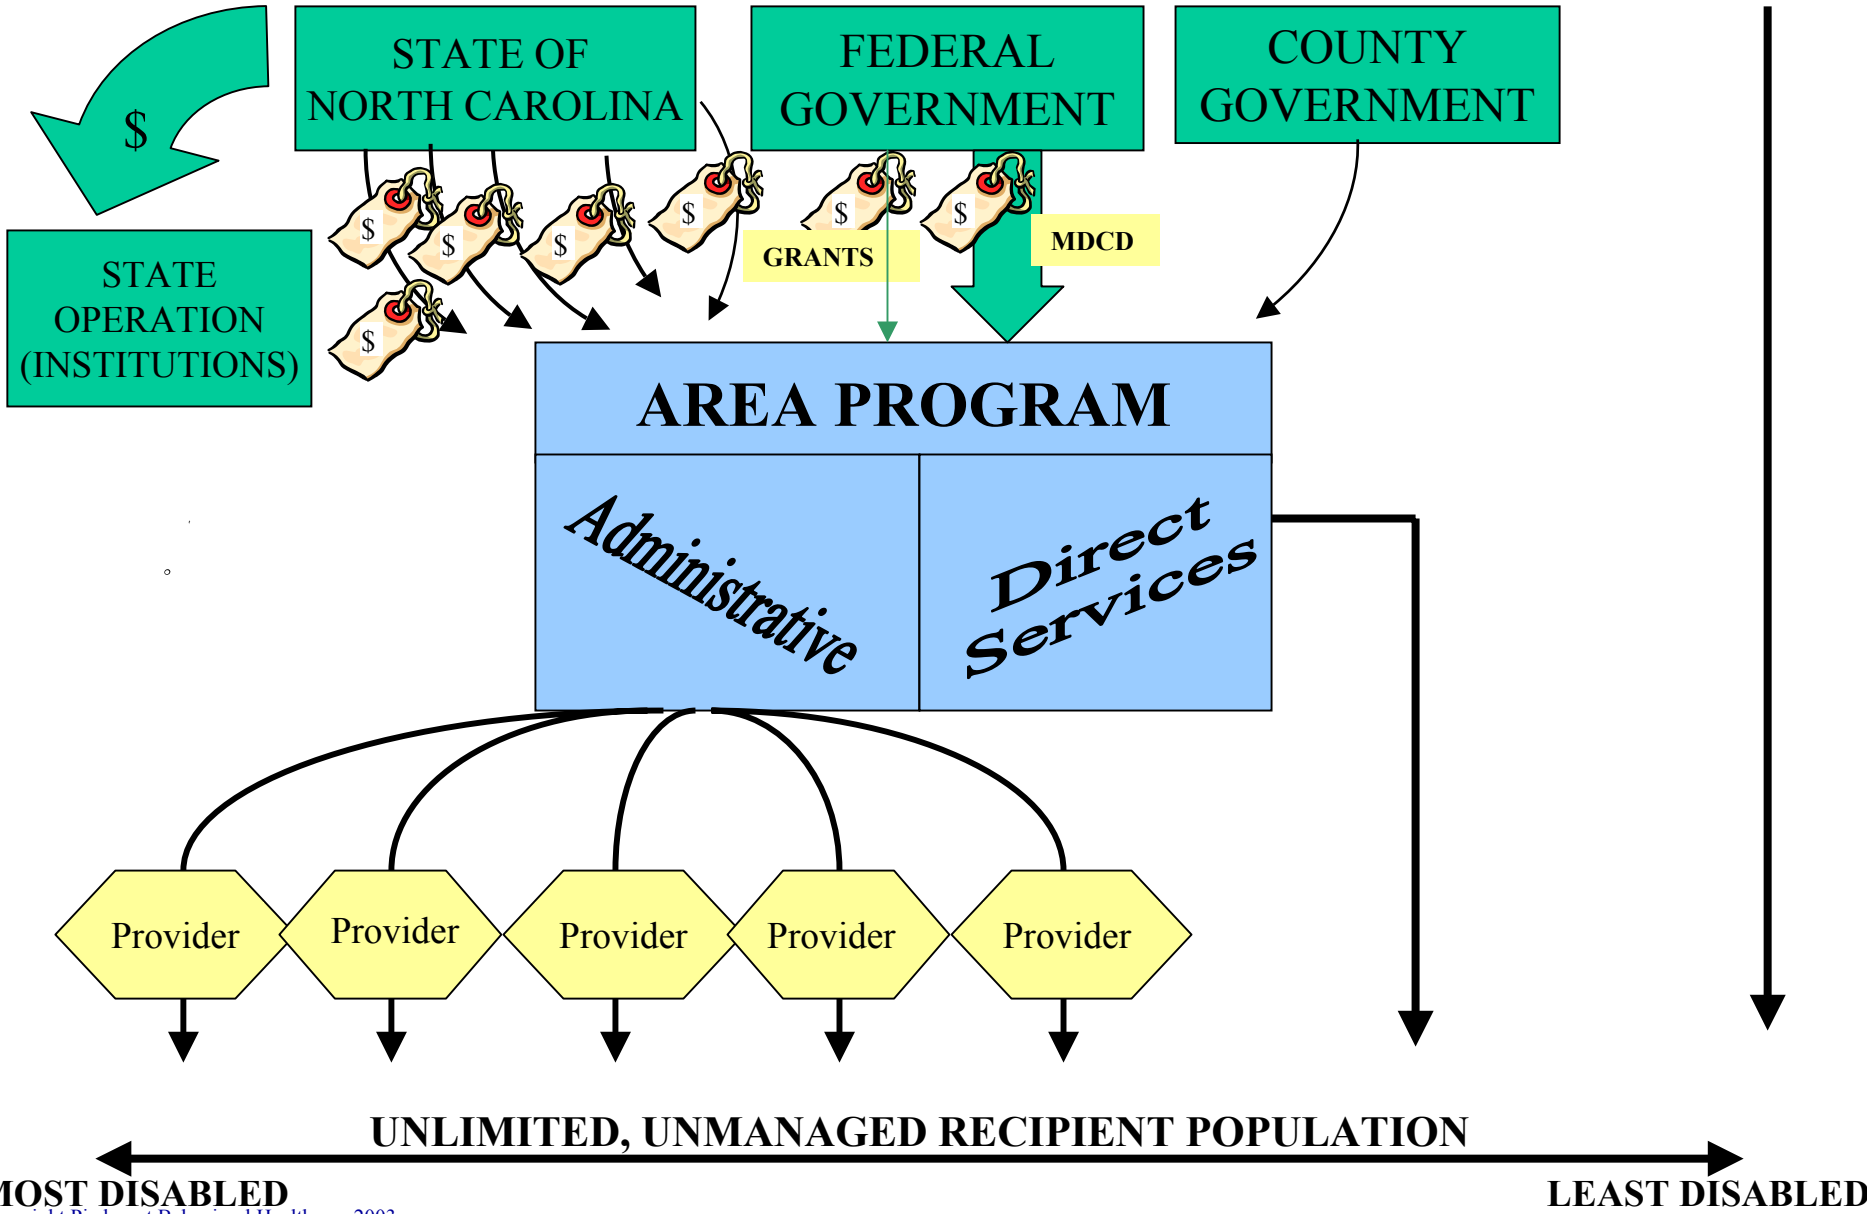 STATE OF
NORTH CAROLINA
FEDERAL
GOVERNMENT
COUNTY
GOVERNMENT
$
$
$
$
$
$
$
$
GRANTS
MDCD
STATE
OPERATION
(INSTITUTIONS)
AREA PROGRAM
Administrative
Direct
Services
Provider
Provider
Provider
Provider
Provider
UNLIMITED, UNMANAGED RECIPIENT POPULATION
MOST DISABLED
LEAST DISABLED
2003